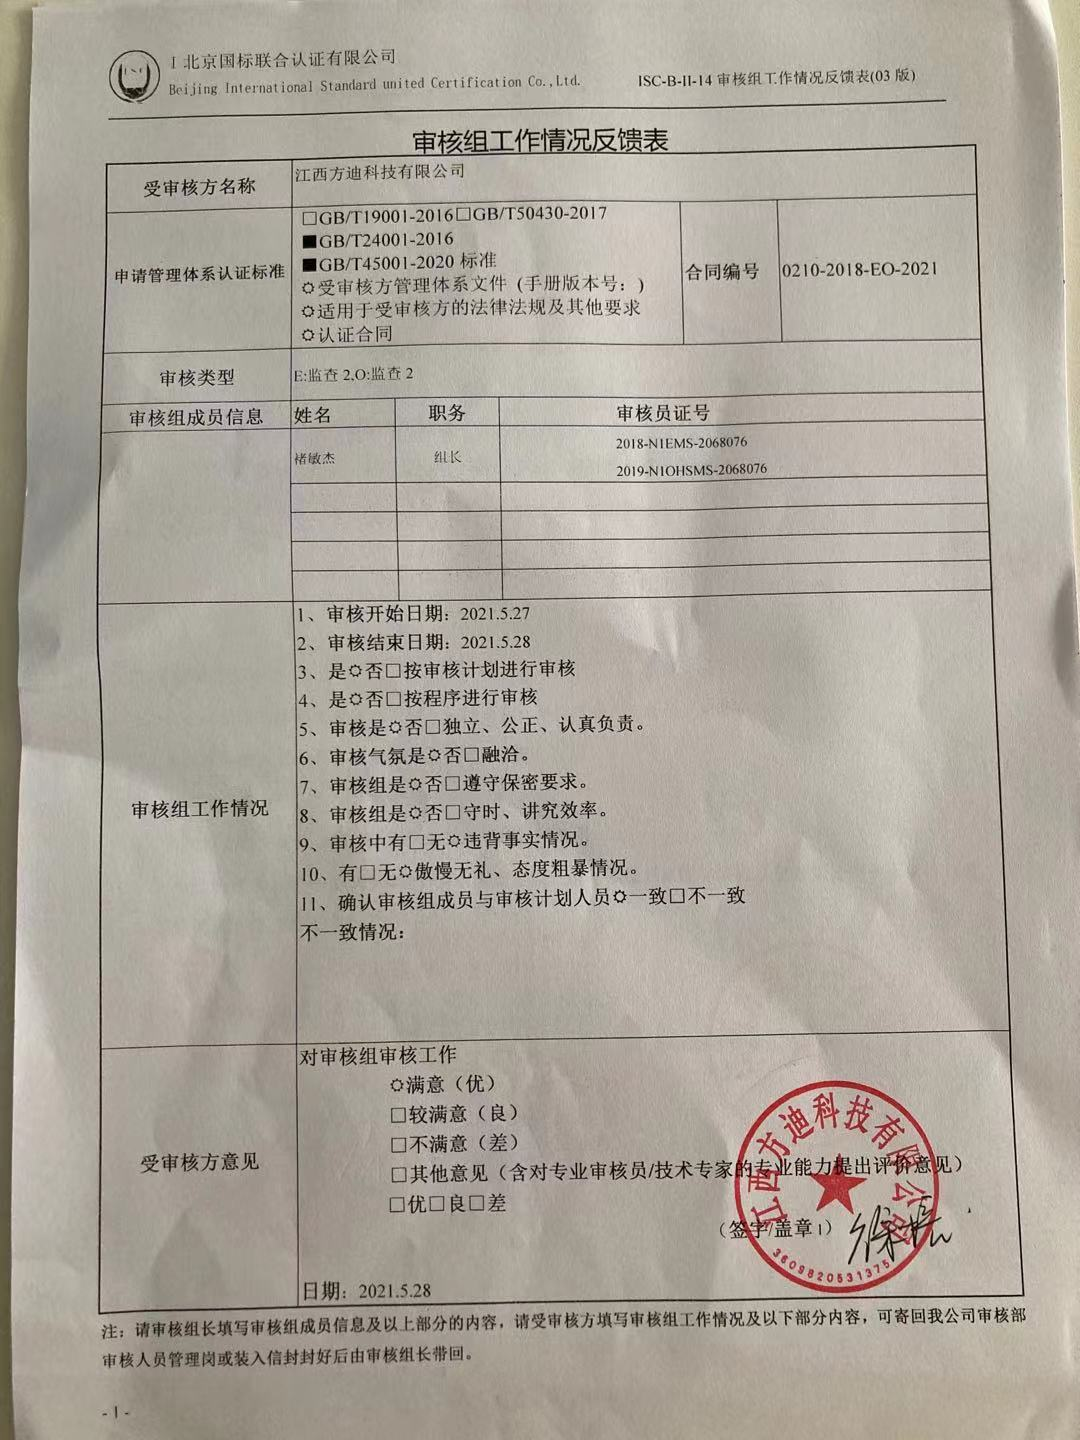 I 北京国标联合认证有限公司
Beijing International Standard united Certification Co.,Ltd.
ISC-B-II-14 审核组工作情况反馈表(03 版)
审核组工作情况反馈表
受审核方名称
江西方迪科技有限公司
申请管理体系认证标准
□GB/T19001-2016□GB/T50430-2017
■GB/T24001-2016
■GB/T45001-2020 标准
☼受审核方管理体系文件（手册版本号：）
☼适用于受审核方的法律法规及其他要求
☼认证合同
合同编号
0210-2018-EO-2021
审核类型
E:监查 2,O:监查 2
审核组成员信息
姓名 职务 审核员证号
褚敏杰 组长
2018-N1EMS-2068076
2019-N1OHSMS-2068076
审核组工作情况
1、审核开始日期：2021.5.27
2、审核结束日期：2021.5.28
3、是☼否□按审核计划进行审核
4、是☼否□按程序进行审核
5、审核是☼否□独立、公正、认真负责。
6、审核气氛是☼否□融洽。
7、审核组是☼否□遵守保密要求。
8、审核组是☼否□守时、讲究效率。
9、审核中有□无☼违背事实情况。
10、有□无☼傲慢无礼、态度粗暴情况。
11、确认审核组成员与审核计划人员☼一致□不一致
不一致情况：
受审核方意见
对审核组审核工作
☼满意（优）
□较满意（良）
□不满意（差）
□其他意见（含对专业审核员/技术专家的专业能力提出评价意见）
□优□良□差
（签字/盖章）
江西方迪科技有限公司
3609820531375
日期：2021.5.28
注：请审核组长填写审核组成员信息及以上部分的内容，请受审核方填写审核组工作情况及以下部分内容，可寄回我公司审核部
审核人员管理岗或装入信封封好后由审核组长带回。
- 1 -